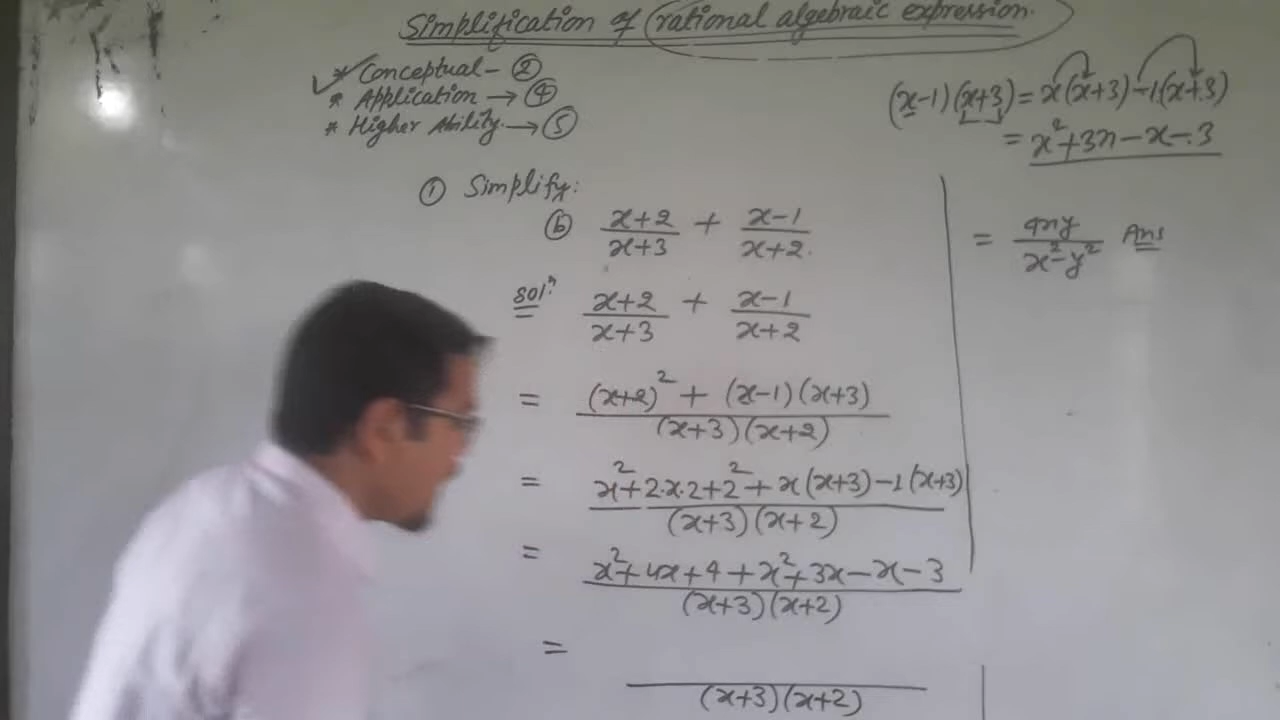 Simplification of rational algebraic expression.
* Conceptual - ②
* Application → ④
* Higher Ability. → ⑤
(x-1)(x+3) = x(x+3) -1(x+3)
= x²+3x-x-3
① Simplify:
ⓑ (x+2)/(x+3) + (x-1)/(x+2)
solⁿ: (x+2)/(x+3) + (x-1)/(x+2)
= ((x+2)² + (x-1)(x+3))/((x+3)(x+2))
= (x²+2·x·2+2²+x(x+3)-1(x+3))/((x+3)(x+2))
= (x²+4x+4+x²+3x-x-3)/((x+3)(x+2))
= /((x+3)(x+2))
= 4xy/(x²-y²) Ans